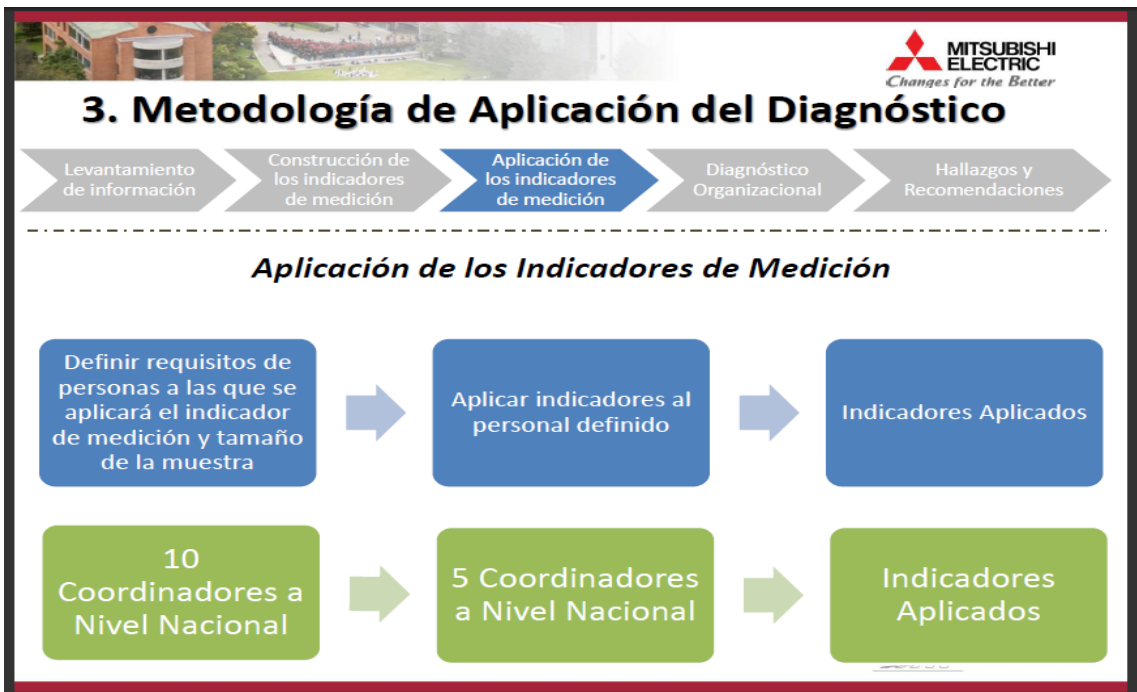 MITSUBISHI
ELECTRIC
Changes for the Better
3. Metodología de Aplicación del Diagnóstico
Levantamiento
de información
Construcción de
los indicadores
de medición
Aplicación de
los indicadores
de medición
Diagnóstico
Organizacional
Hallazgos y
Recomendaciones
Aplicación de los Indicadores de Medición
Definir requisitos de
personas a las que se
aplicará el indicador
de medición y tamaño
de la muestra
Aplicar indicadores al
personal definido
Indicadores Aplicados
10
Coordinadores a
Nivel Nacional
5 Coordinadores
a Nivel Nacional
Indicadores
Aplicados